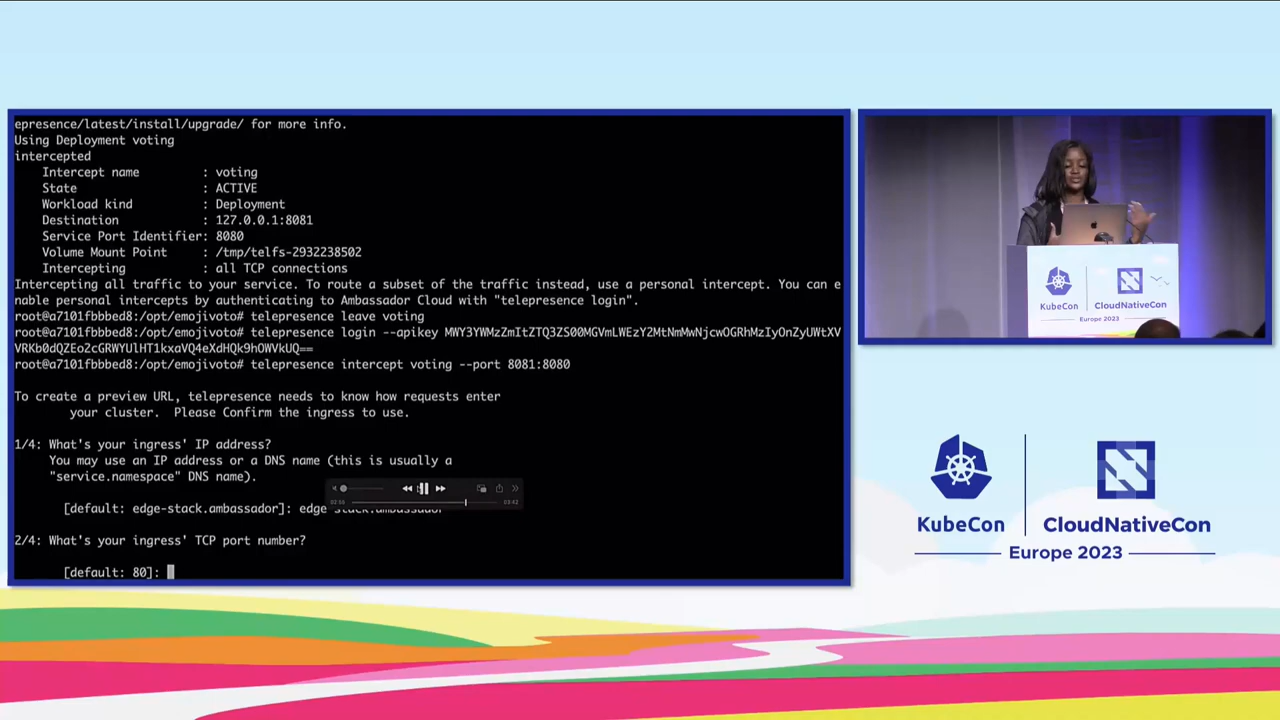 epresence/latest/install/upgrade/ for more info.
Using Deployment voting
intercepted
Intercept name : voting
State : ACTIVE
Workload kind : Deployment
Destination : 127.0.0.1:8081
Service Port Identifier: 8080
Volume Mount Point : /tmp/telfs-2932238502
Intercepting : all TCP connections
Intercepting all traffic to your service. To route a subset of the traffic instead, use a personal intercept. You can e
nable personal intercepts by authenticating to Ambassador Cloud with "telepresence login".
root@a7101fbbbed8:/opt/emojivoto# telepresence leave voting
root@a7101fbbbed8:/opt/emojivoto# telepresence login --apikey
root@a7101fbbbed8:/opt/emojivoto# telepresence intercept voting --port 8081:8080
To create a preview URL, telepresence needs to know how requests enter
your cluster. Please Confirm the ingress to use.
1/4: What's your ingress' IP address?
You may use an IP address or a DNS name (this is usually a
"service.namespace" DNS name).
[default: edge-stack.ambassador]: edge stack.ambassador
02:56
03:42
2/4: What's your ingress' TCP port number?
[default: 80]:
KubeCon
CloudNativeCon
Europe 2023
KubeCon
CloudNativeCon
Europe 2023